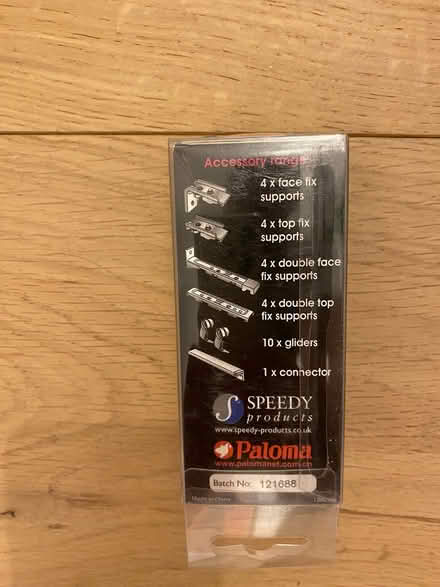 Accessory range
4 x face fix
supports
4 x top fix
supports
4 x double face
fix supports
4 x double top
fix supports
10 x gliders
1 x connector
SPEEDY
products
www.speedy-products.co.uk
Paloma
www.palomanet.com.cn
Batch No: 121688
Made in China